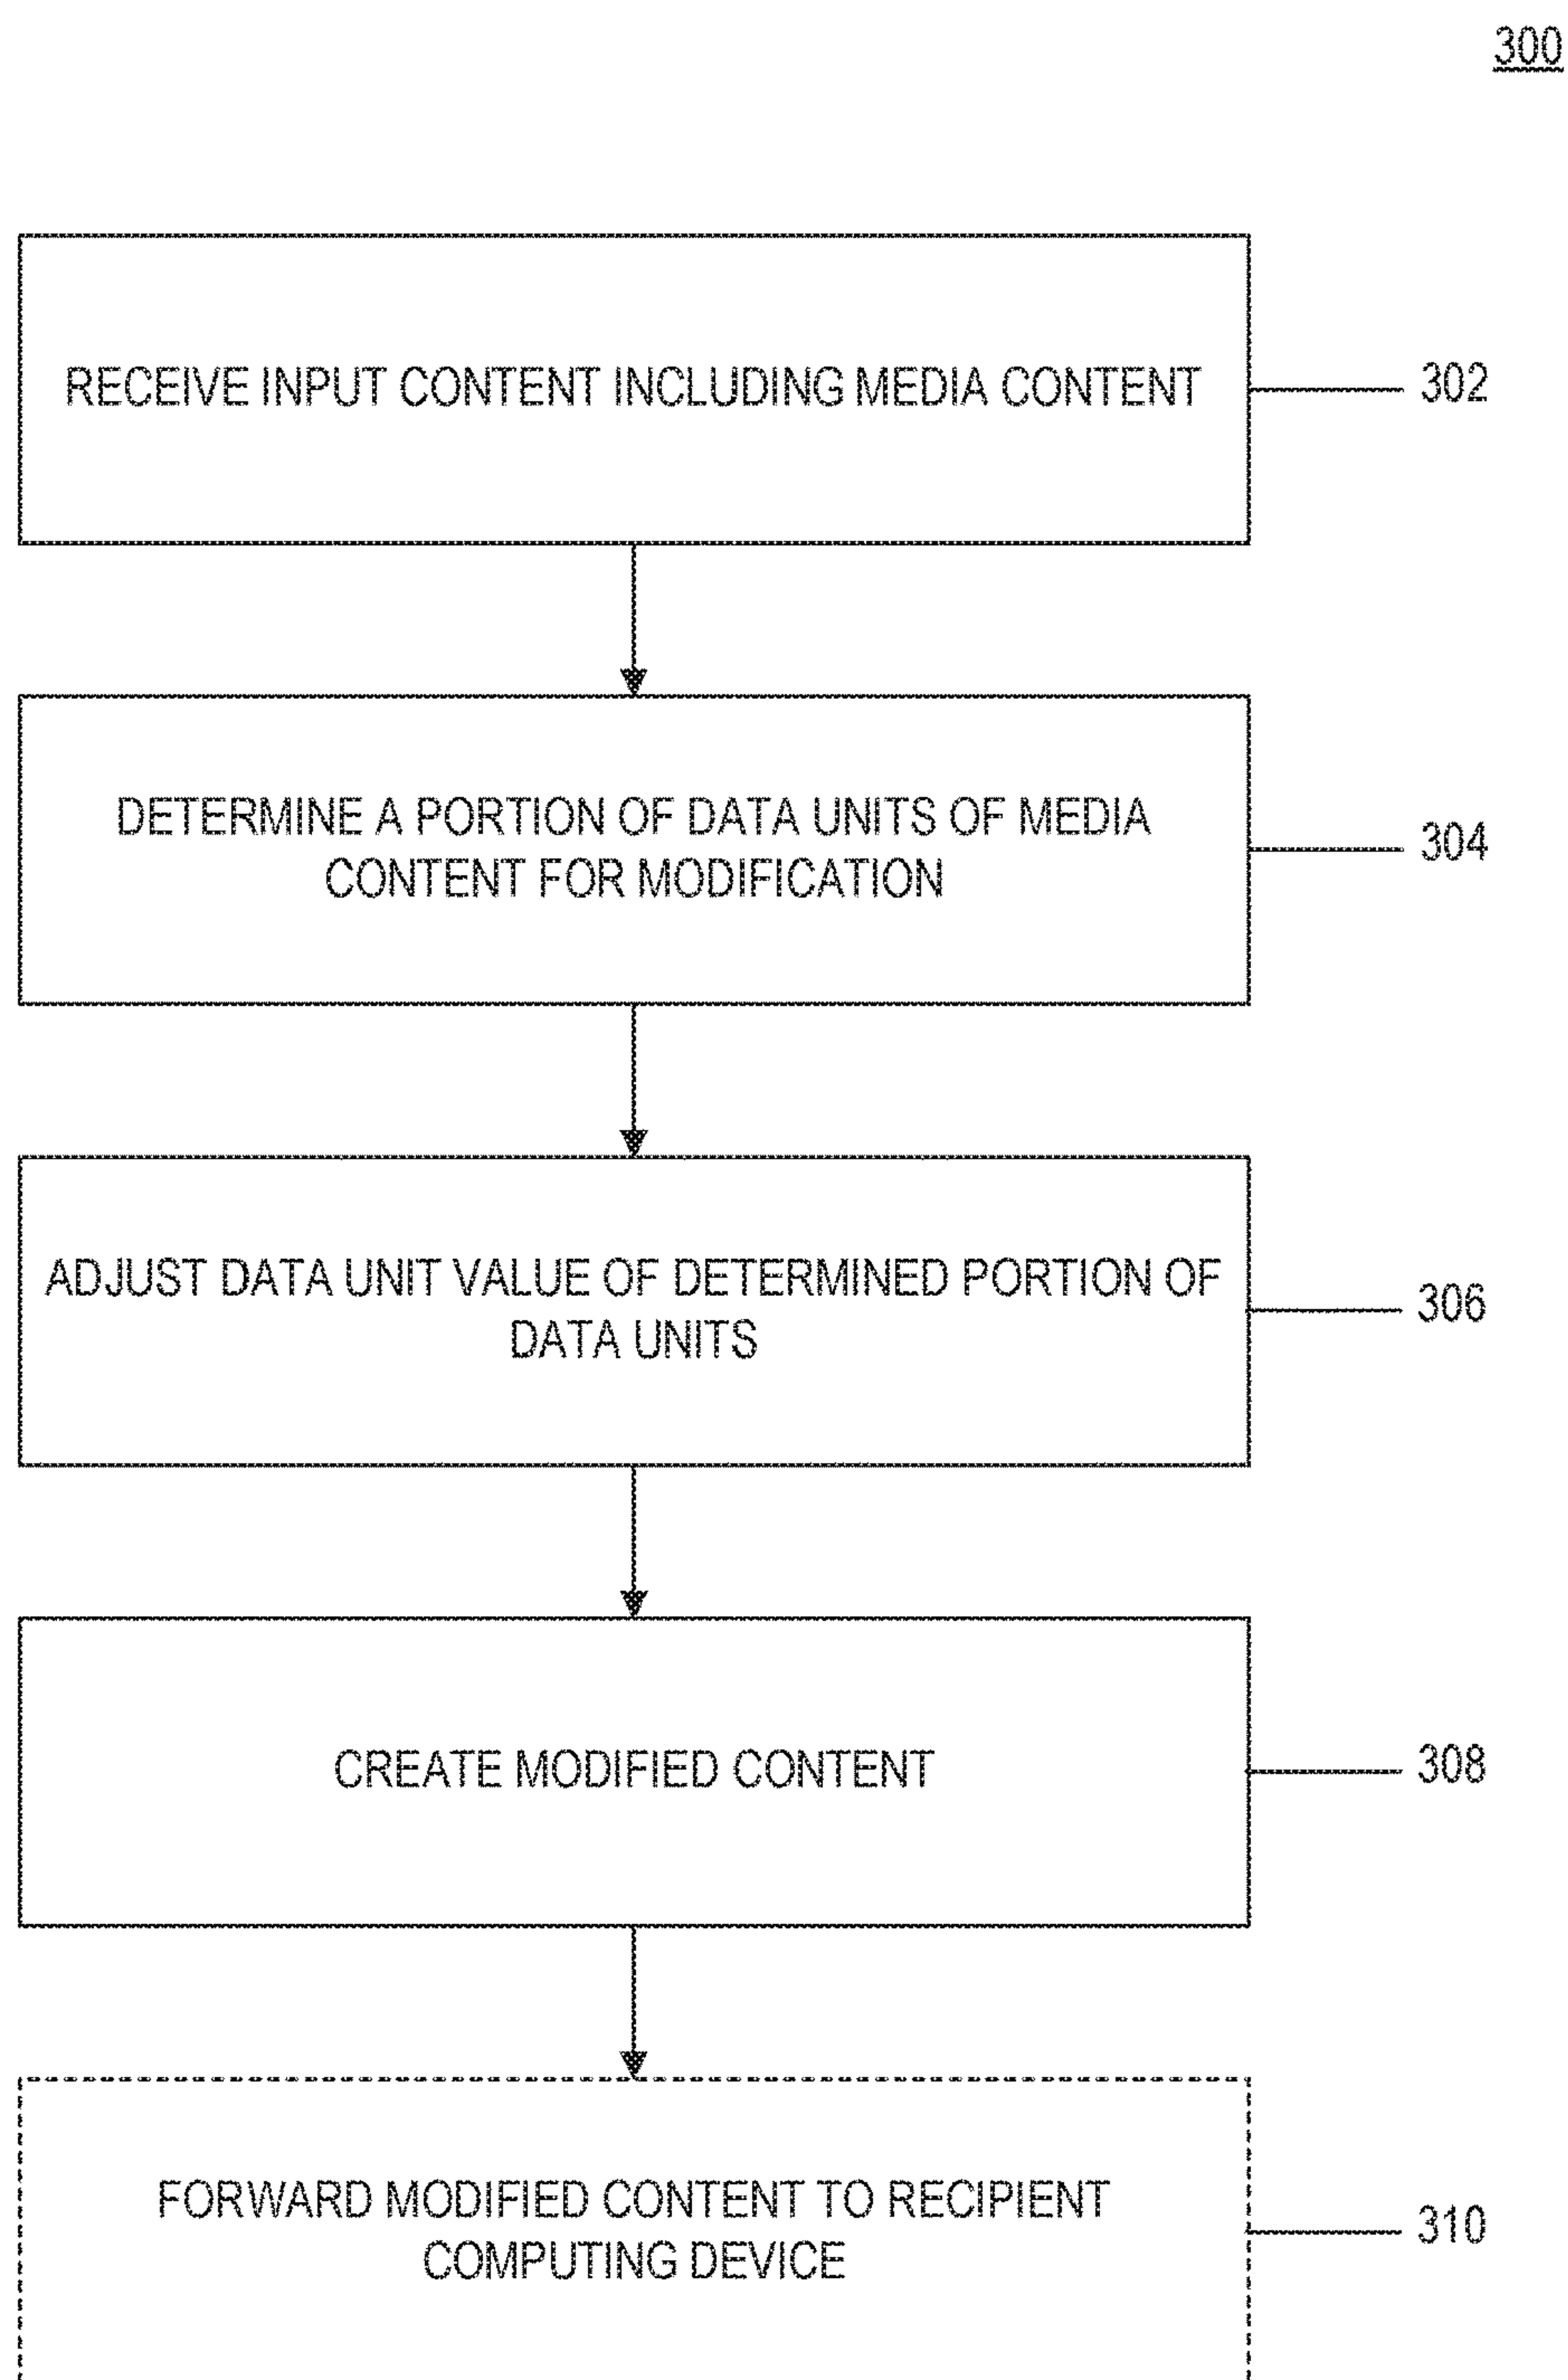 300
RECEIVE INPUT CONTENT INCLUDING MEDIA CONTENT
302
DETERMINE A PORTION OF DATA UNITS OF MEDIA
CONTENT FOR MODIFICATION
304
ADJUST DATA UNIT VALUE OF DETERMINED PORTION OF
DATA UNITS
306
CREATE MODIFIED CONTENT
308
FORWARD MODIFIED CONTENT TO RECIPIENT
COMPUTING DEVICE
310